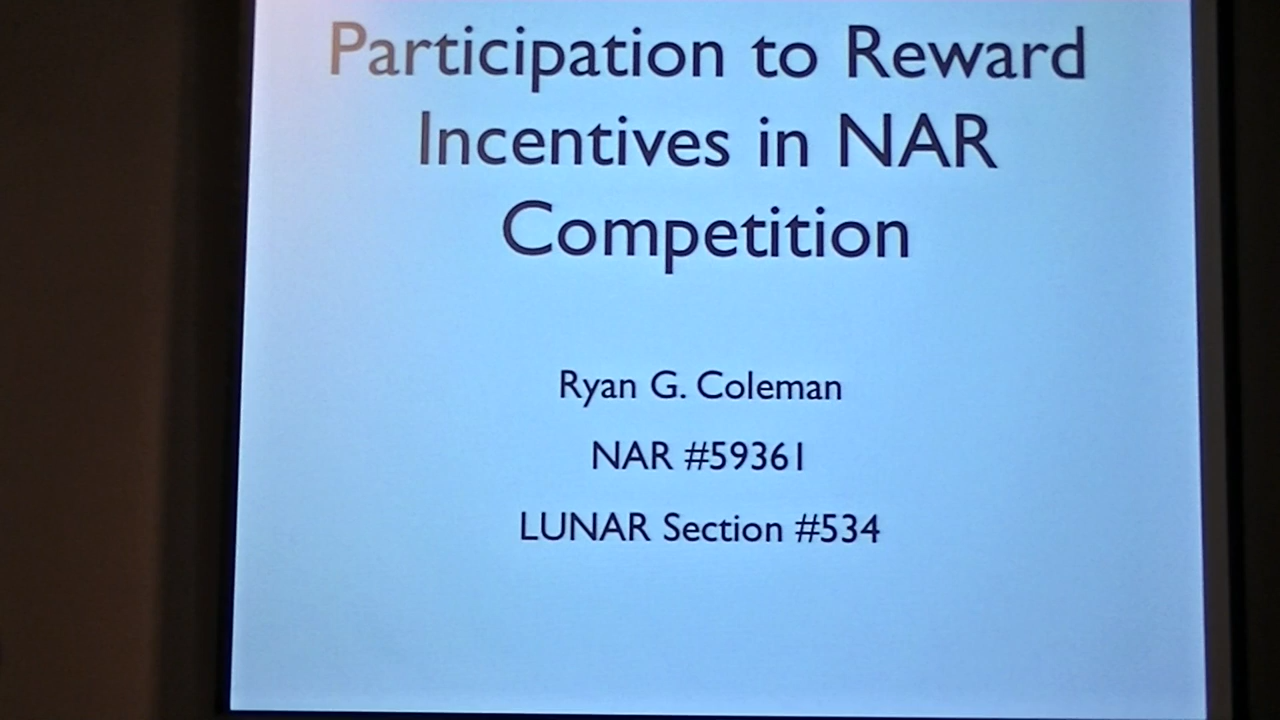 Participation to Reward
Incentives in NAR
Competition
Ryan G. Coleman
NAR #59361
LUNAR Section #534